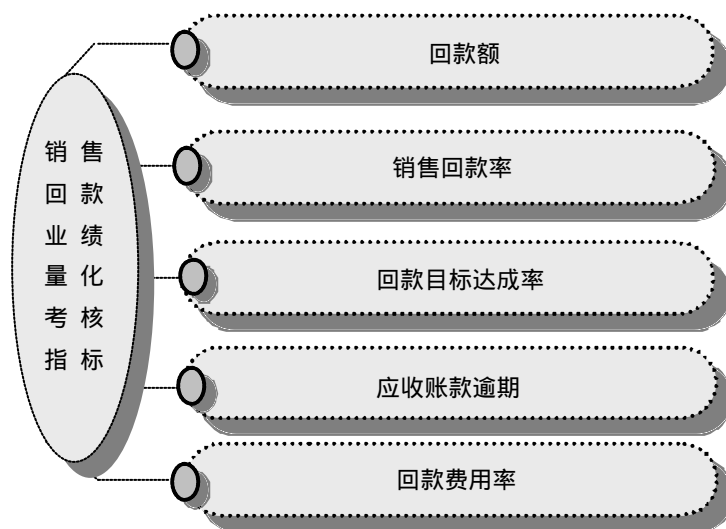 销售
回款
业绩
量化
考核
指标
回款额
销售回款率
回款目标达成率
应收账款逾期
回款费用率